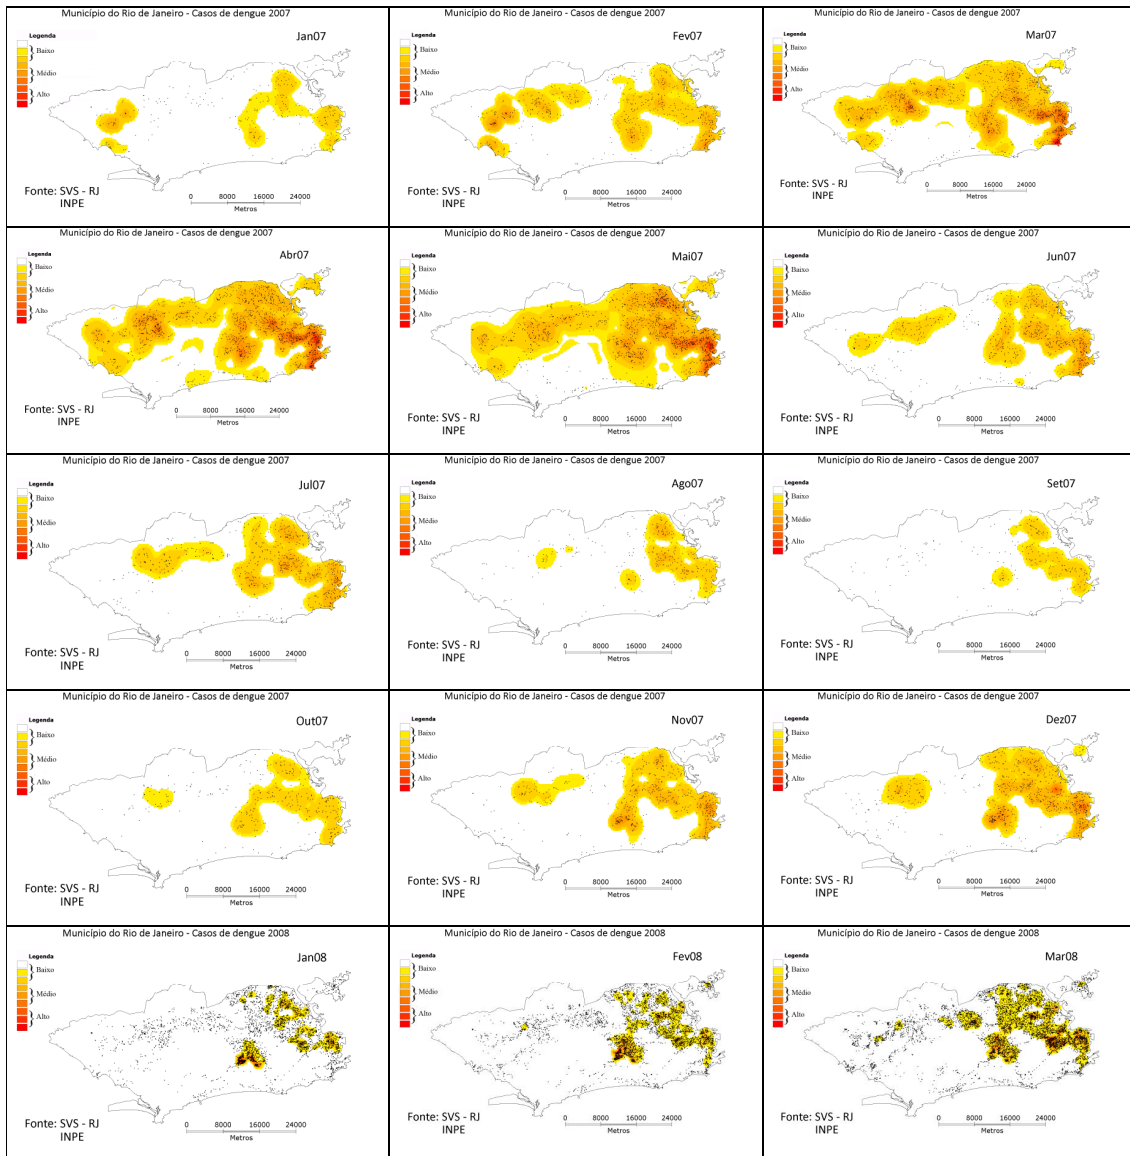 Município do Rio de Janeiro - Casos de dengue 2007
Legenda
Baixo
Médio
Alto
Jan07
Fonte: SVS - RJ
INPE
0 8000 16000 24000
Metros
Município do Rio de Janeiro - Casos de dengue 2007
Legenda
Baixo
Médio
Alto
Fev07
Fonte: SVS - RJ
INPE
0 8000 16000 24000
Metros
Município do Rio de Janeiro - Casos de dengue 2007
Legenda
Baixo
Médio
Alto
Mar07
Fonte: SVS - RJ
INPE
0 8000 16000 24000
Metros
Município do Rio de Janeiro - Casos de dengue 2007
Legenda
Baixo
Médio
Alto
Abr07
Fonte: SVS - RJ
INPE
0 8000 16000 24000
Metros
Município do Rio de Janeiro - Casos de dengue 2007
Legenda
Baixo
Médio
Alto
Mai07
Fonte: SVS - RJ
INPE
0 8000 16000 24000
Metros
Município do Rio de Janeiro - Casos de dengue 2007
Legenda
Baixo
Médio
Alto
Jun07
Fonte: SVS - RJ
INPE
0 8000 16000 24000
Metros
Município do Rio de Janeiro - Casos de dengue 2007
Legenda
Baixo
Médio
Alto
Jul07
Fonte: SVS - RJ
INPE
0 8000 16000 24000
Metros
Município do Rio de Janeiro - Casos de dengue 2007
Legenda
Baixo
Médio
Alto
Ago07
Fonte: SVS - RJ
INPE
0 8000 16000 24000
Metros
Município do Rio de Janeiro - Casos de dengue 2007
Legenda
Baixo
Médio
Alto
Set07
Fonte: SVS - RJ
INPE
0 8000 16000 24000
Metros
Município do Rio de Janeiro - Casos de dengue 2007
Legenda
Baixo
Médio
Alto
Out07
Fonte: SVS - RJ
INPE
0 8000 16000 24000
Metros
Município do Rio de Janeiro - Casos de dengue 2007
Legenda
Baixo
Médio
Alto
Nov07
Fonte: SVS - RJ
INPE
0 8000 16000 24000
Metros
Município do Rio de Janeiro - Casos de dengue 2007
Legenda
Baixo
Médio
Alto
Dez07
Fonte: SVS - RJ
INPE
0 8000 16000 24000
Metros
Município do Rio de Janeiro - Casos de dengue 2008
Legenda
Baixo
Médio
Alto
Jan08
Fonte: SVS - RJ
INPE
0 8000 16000 24000
Metros
Município do Rio de Janeiro - Casos de dengue 2008
Legenda
Baixo
Médio
Alto
Fev08
Fonte: SVS - RJ
INPE
0 8000 16000 24000
Metros
Município do Rio de Janeiro - Casos de dengue 2008
Legenda
Baixo
Médio
Alto
Mar08
Fonte: SVS - RJ
INPE
0 8000 16000 24000
Metros